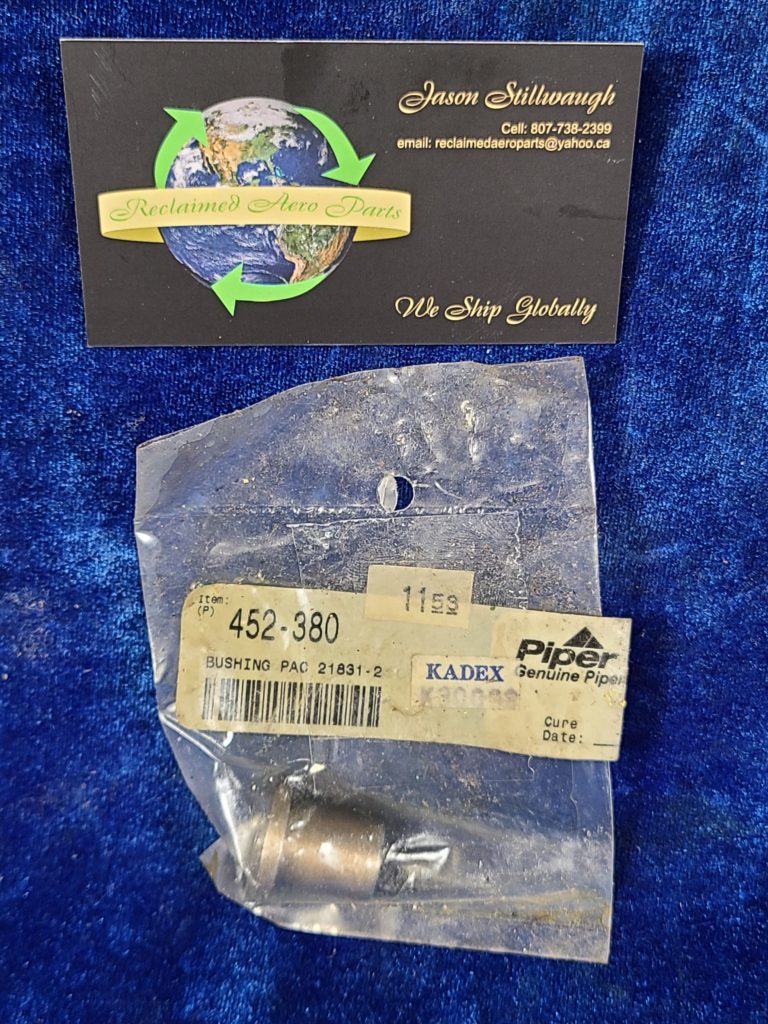 Jason Stillwaugh
Cell: 807-738-2399
email: reclaimedaeroparts@yahoo.ca
Reclaimed Aero Parts
We Ship Globally
1153
Item:
(P)
452-380
BUSHING PAC 21831-2
Piper
Genuine Piper
KADEX
Cure
Date: